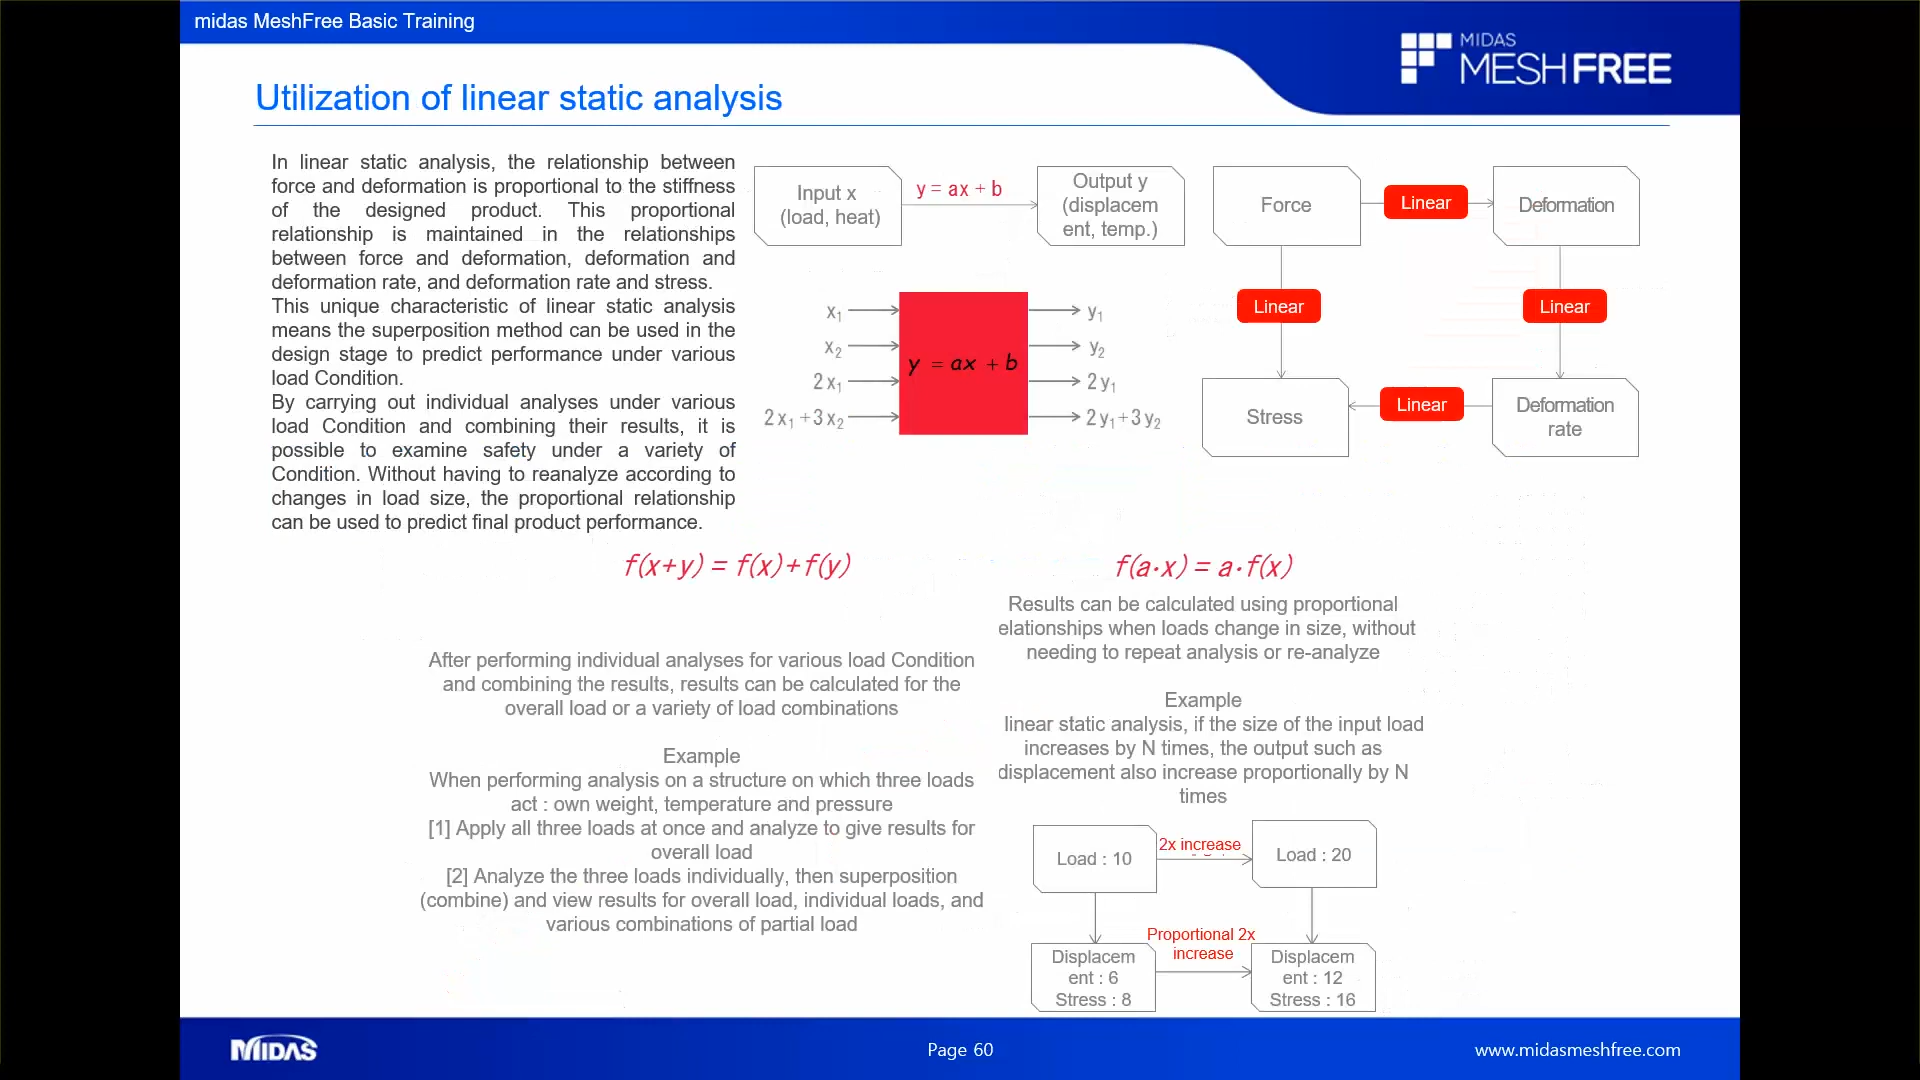 midas MeshFree Basic Training
MIDAS
MESHFREE
Utilization of linear static analysis
In linear static analysis, the relationship between
force and deformation is proportional to the stiffness
of the designed product. This proportional
relationship is maintained in the relationships
between force and deformation, deformation and
deformation rate, and deformation rate and stress.
This unique characteristic of linear static analysis
means the superposition method can be used in the
design stage to predict performance under various
load Condition.
By carrying out individual analyses under various
load Condition and combining their results, it is
possible to examine safety under a variety of
Condition. Without having to reanalyze according to
changes in load size, the proportional relationship
can be used to predict final product performance.
Input x
(load, heat)
y = ax + b
Output y
(displacem
ent, temp.)
x₁
x₂
2x₁
2x₁+3x₂
y = ax + b
y₁
y₂
2y₁
2y₁+3y₂
Force
Linear
Deformation
Linear
Linear
Stress
Linear
Deformation
rate
f(x+y) = f(x)+f(y)
After performing individual analyses for various load Condition
and combining the results, results can be calculated for the
overall load or a variety of load combinations
Example
When performing analysis on a structure on which three loads
act : own weight, temperature and pressure
[1] Apply all three loads at once and analyze to give results for
overall load
[2] Analyze the three loads individually, then superposition
(combine) and view results for overall load, individual loads, and
various combinations of partial load
f(a·x) = a·f(x)
Results can be calculated using proportional
elationships when loads change in size, without
needing to repeat analysis or re-analyze
Example
linear static analysis, if the size of the input load
increases by N times, the output such as
displacement also increase proportionally by N
times
Load : 10
2x increase
Load : 20
Displacem
ent : 6
Stress : 8
Proportional 2x
increase
Displacem
ent : 12
Stress : 16
MIDAS
Page 60
www.midasmeshfree.com